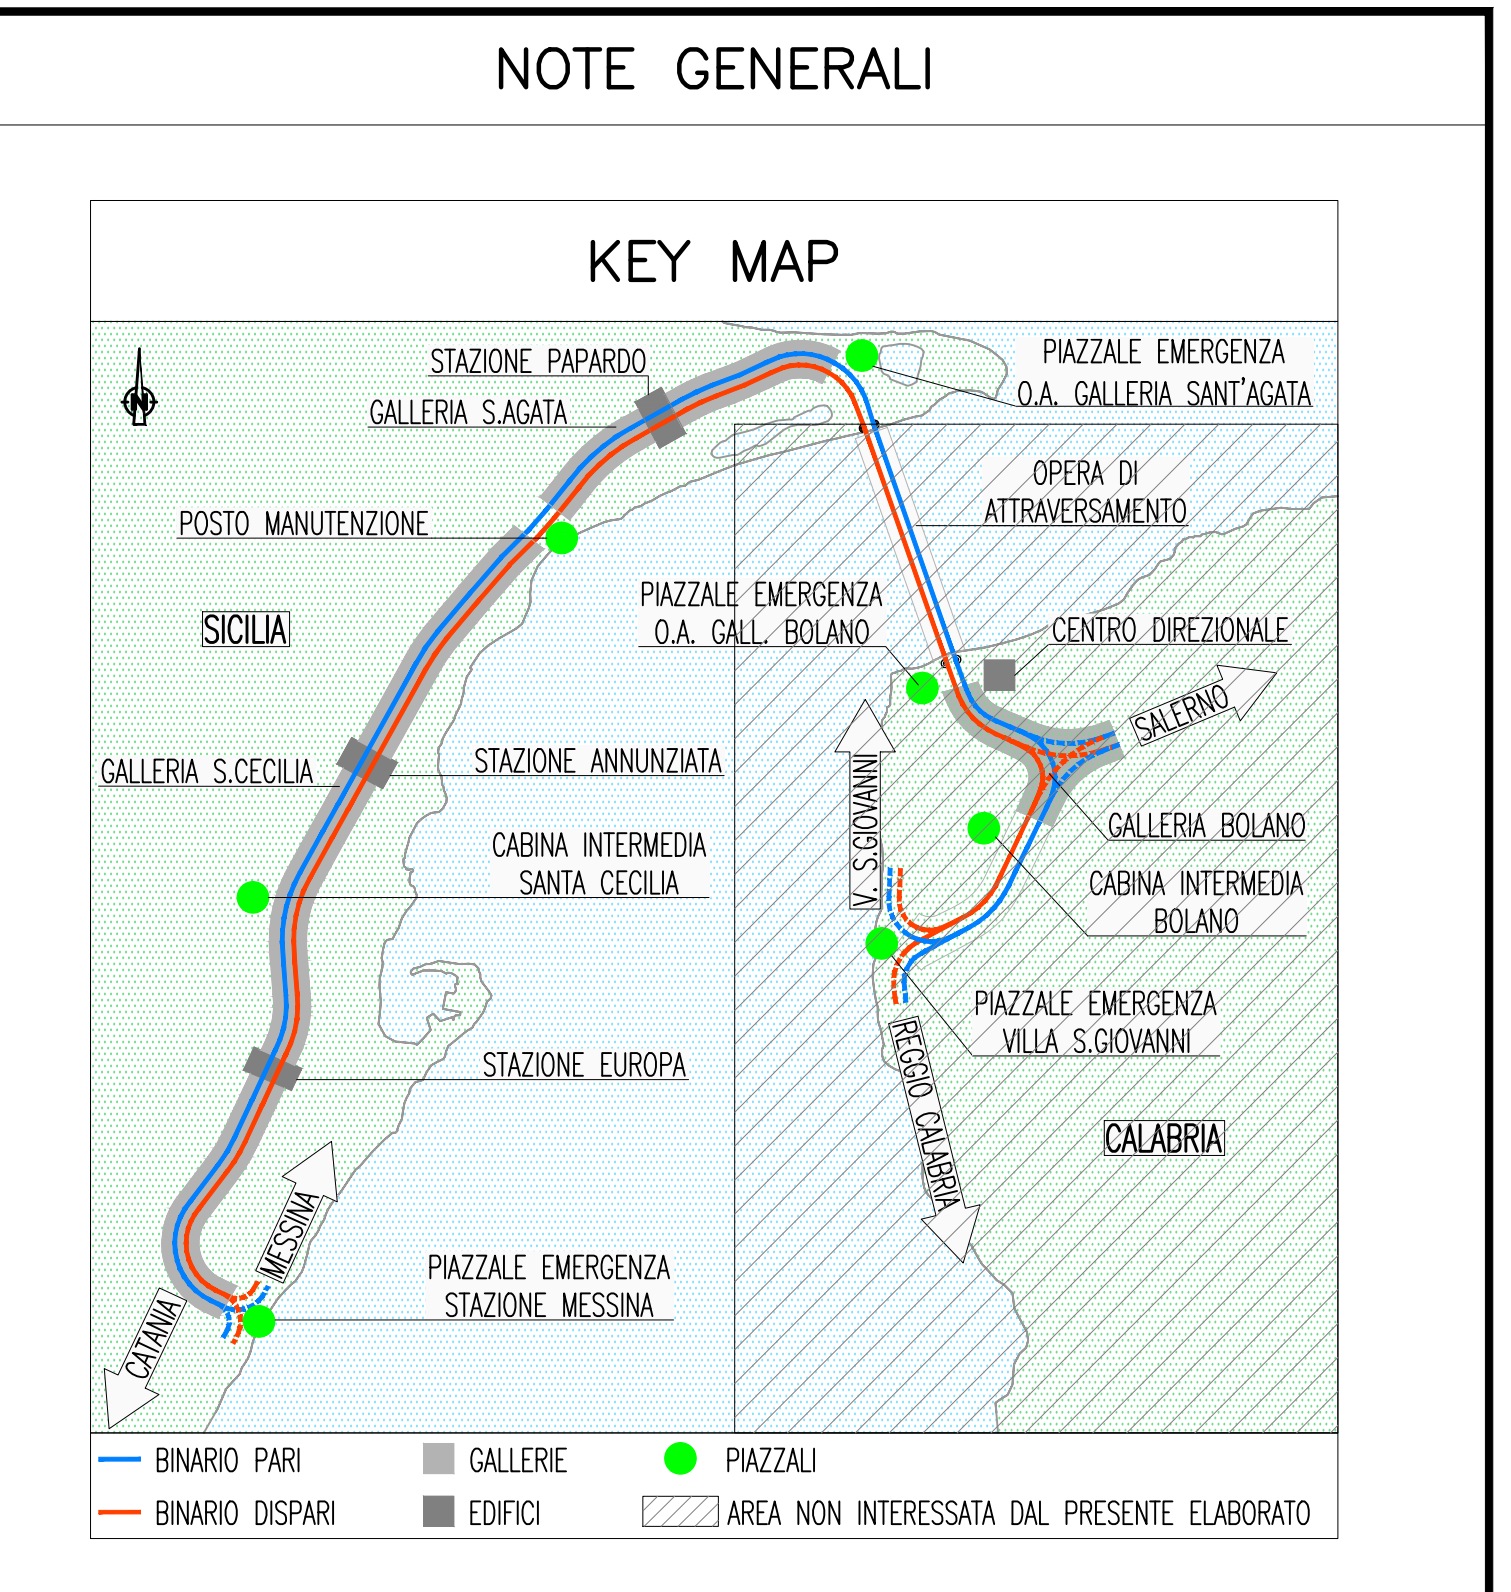 NOTE GENERALI
KEY MAP
STAZIONE PAPARDO
GALLERIA S.AGATA
PIAZZALE EMERGENZA
O.A. GALLERIA SANT'AGATA
N
OPERA DI
ATTRAVERSAMENTO
POSTO MANUTENZIONE
PIAZZALE EMERGENZA
O.A. GALL. BOLANO
SICILIA
CENTRO DIREZIONALE
SALERNO
GALLERIA S.CECILIA
STAZIONE ANNUNZIATA
V. S.GIOVANNI
GALLERIA BOLANO
CABINA INTERMEDIA
SANTA CECILIA
CABINA INTERMEDIA
BOLANO
PIAZZALE EMERGENZA
VILLA S.GIOVANNI
STAZIONE EUROPA
REGGIO CALABRIA
CALABRIA
MESSINA
PIAZZALE EMERGENZA
STAZIONE MESSINA
CATANIA
BINARIO PARI
GALLERIE
PIAZZALI
BINARIO DISPARI
EDIFICI
AREA NON INTERESSATA DAL PRESENTE ELABORATO